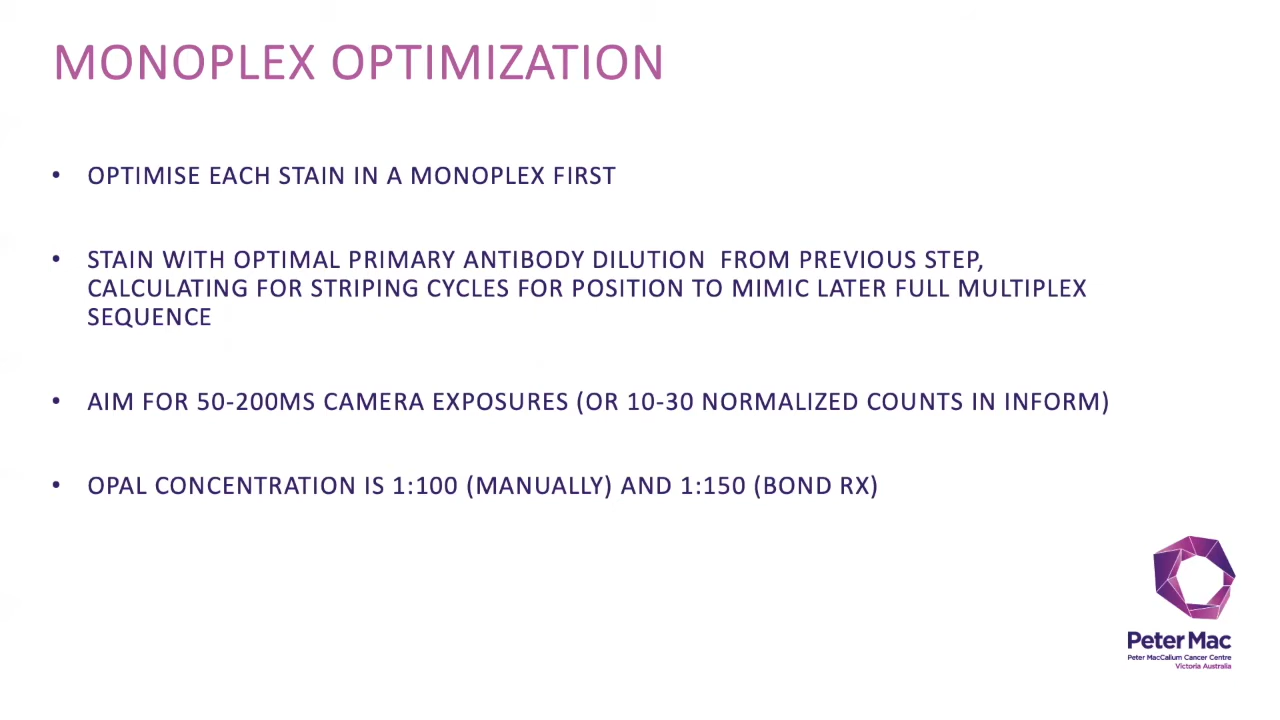 MONOPLEX OPTIMIZATION
• OPTIMISE EACH STAIN IN A MONOPLEX FIRST
• STAIN WITH OPTIMAL PRIMARY ANTIBODY DILUTION  FROM PREVIOUS STEP,
CALCULATING FOR STRIPING CYCLES FOR POSITION TO MIMIC LATER FULL MULTIPLEX
SEQUENCE
• AIM FOR 50-200MS CAMERA EXPOSURES (OR 10-30 NORMALIZED COUNTS IN INFORM)
• OPAL CONCENTRATION IS 1:100 (MANUALLY) AND 1:150 (BOND RX)
Peter Mac
Peter MacCallum Cancer Centre
Victoria Australia